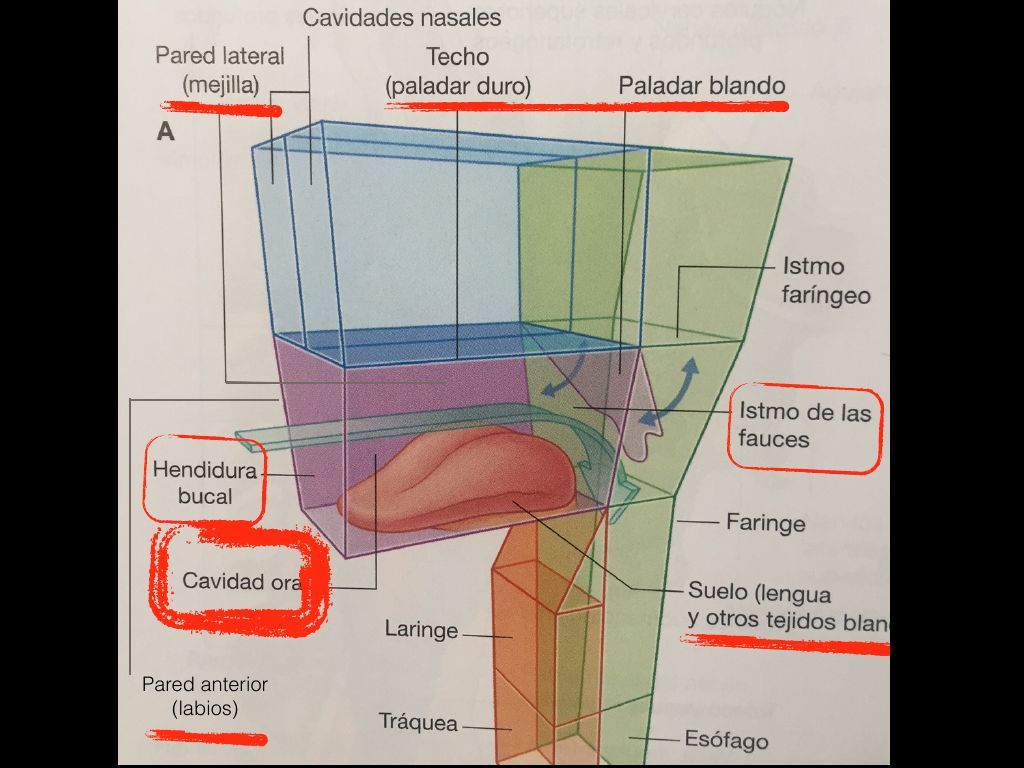 Cavidades nasales
Pared lateral
(mejilla)
Techo
(paladar duro)
Paladar blando
A
Istmo
faríngeo
Istmo de las
fauces
Hendidura
bucal
Faringe
Cavidad ora
Suelo (lengua
y otros tejidos blan
Laringe
Pared anterior
(labios)
Tráquea
Esófago